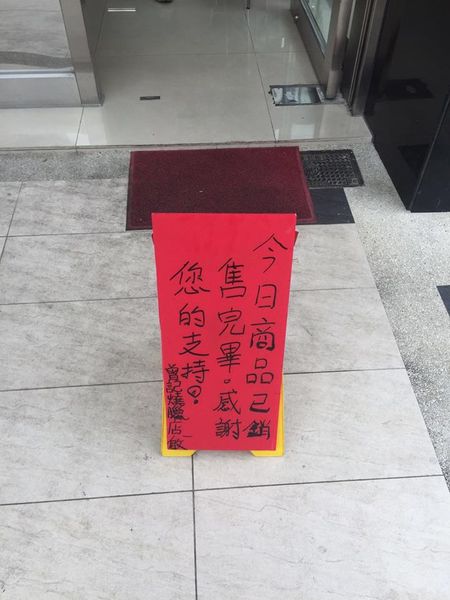 今日商品已銷
售完畢。感謝
您的支持!
曾記燒臘店 啟